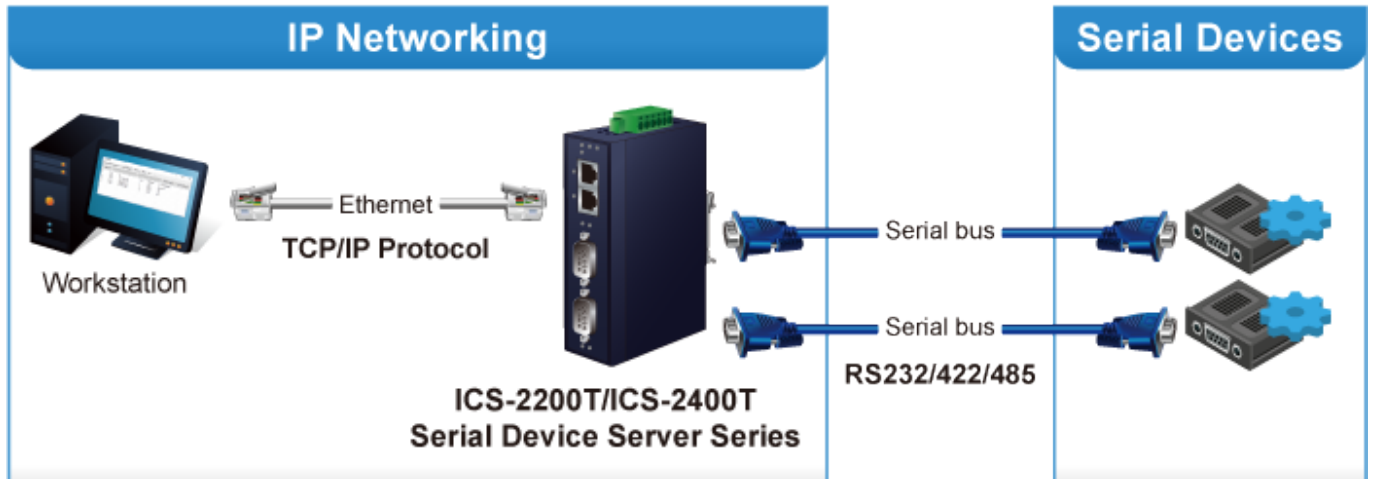 IP Networking
Serial Devices
Ethernet
TCP/IP Protocol
Workstation
Serial bus
Serial bus
RS232/422/485
ICS-2200T/ICS-2400T
Serial Device Server Series